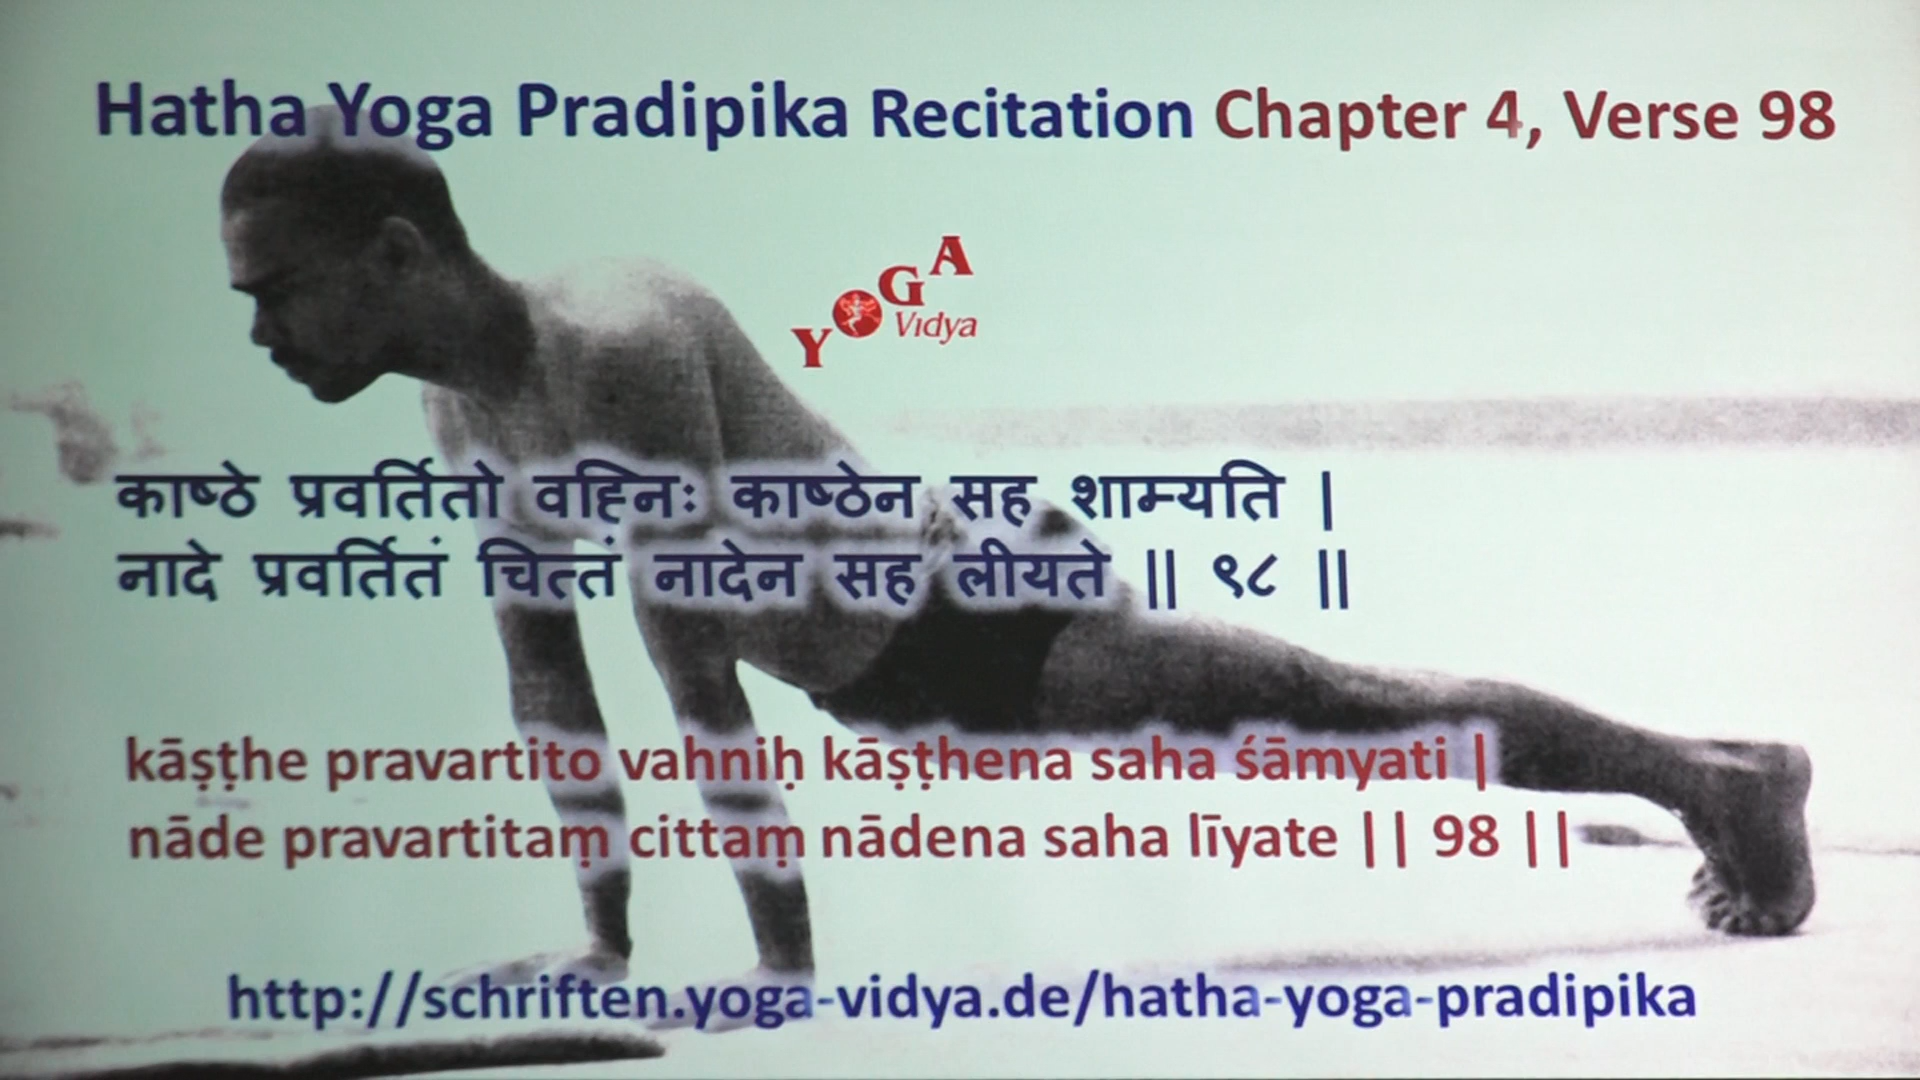 Hatha Yoga Pradipika Recitation Chapter 4, Verse 98
YOGA
Vidya
काष्ठे प्रवर्तितो वह्निः काष्ठेन सह शाम्यति |
नादे प्रवर्तितं चित्तं नादेन सह लीयते || ९८ ||
kāṣṭhe pravartito vahniḥ kāṣṭhena saha śāmyati |
nāde pravartitaṃ cittaṃ nādena saha līyate || 98 ||
http://schriften.yoga-vidya.de/hatha-yoga-pradipika